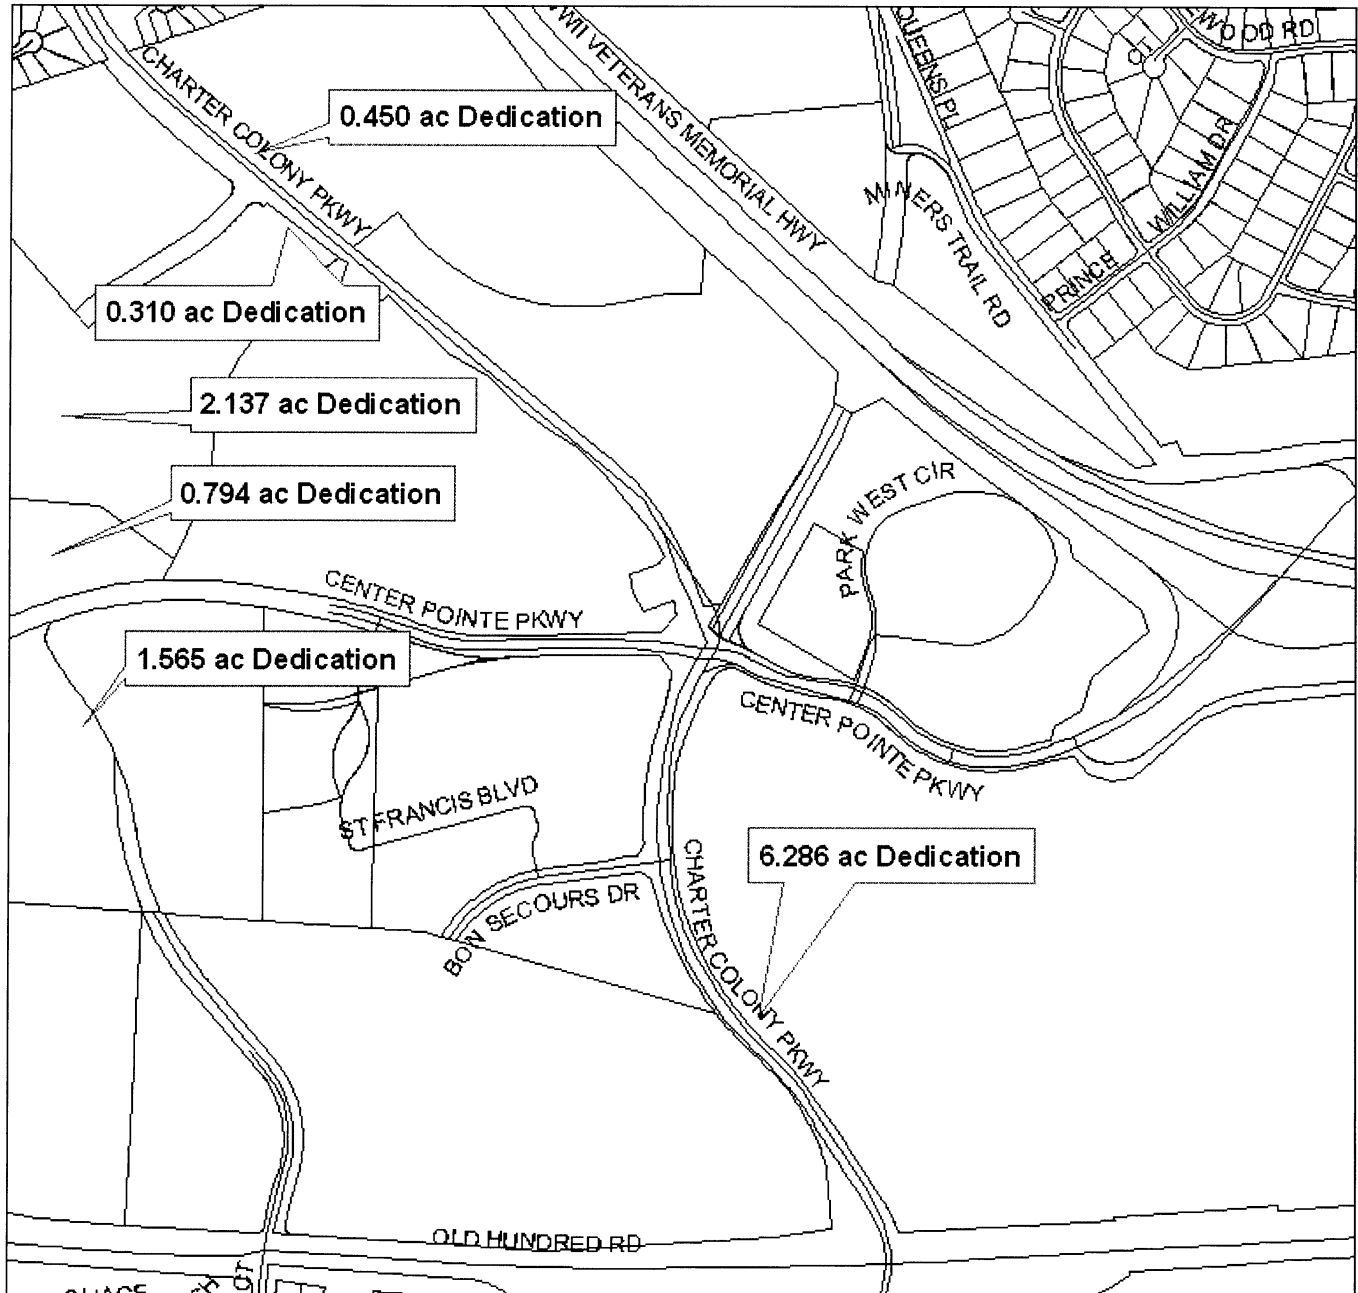 CHARTER COLONY PKWY
0.450 ac Dedication
WWII VETERANS MEMORIAL HWY
QUEENS PL
WOOD RD
CT
WILLIAM DR
MINERS TRAIL RD
PRINCE
0.310 ac Dedication
2.137 ac Dedication
0.794 ac Dedication
PARK WEST CIR
CENTER POINTE PKWY
1.565 ac Dedication
CENTER POINTE PKWY
ST FRANCIS BLVD
6.286 ac Dedication
BON SECOURS DR
CHARTER COLONY PKWY
OLD HUNDRED RD